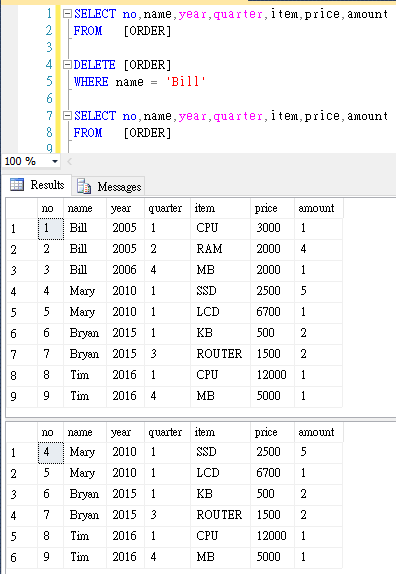 1 SELECT no,name,year,quarter,item,price,amount
2 FROM [ORDER]
3
4 DELETE [ORDER]
5 WHERE name = 'Bill'
6
7 SELECT no,name,year,quarter,item,price,amount
8 FROM [ORDER]
9
100 %
Results Messages
no name year quarter item price amount
1 1 Bill 2005 1 CPU 3000 1
2 2 Bill 2005 2 RAM 2000 4
3 3 Bill 2006 4 MB 2000 1
4 4 Mary 2010 1 SSD 2500 5
5 5 Mary 2010 1 LCD 6700 1
6 6 Bryan 2015 1 KB 500 2
7 7 Bryan 2015 3 ROUTER 1500 2
8 8 Tim 2016 1 CPU 12000 1
9 9 Tim 2016 4 MB 5000 1
no name year quarter item price amount
1 4 Mary 2010 1 SSD 2500 5
2 5 Mary 2010 1 LCD 6700 1
3 6 Bryan 2015 1 KB 500 2
4 7 Bryan 2015 3 ROUTER 1500 2
5 8 Tim 2016 1 CPU 12000 1
6 9 Tim 2016 4 MB 5000 1